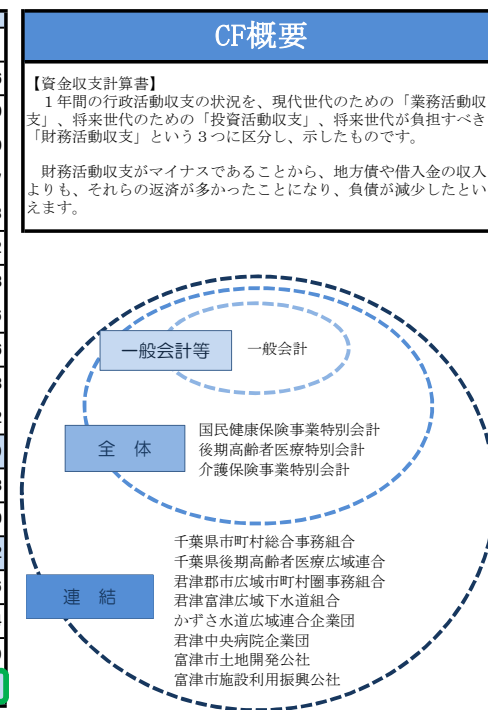 CF概要
【資金収支計算書】
　１年間の行政活動収支の状況を、現代世代のための「業務活動収
支」、将来世代のための「投資活動収支」、将来世代が負担すべき
「財務活動収支」という３つに区分し、示したものです。
　財務活動収支がマイナスであることから、地方債や借入金の収入
よりも、それらの返済が多かったことになり、負債が減少したとい
えます。
一般会計等
一般会計
全　体
国民健康保険事業特別会計
後期高齢者医療特別会計
介護保険事業特別会計
連　結
千葉県市町村総合事務組合
千葉県後期高齢者医療広域連合
君津郡市広域市町村圏事務組合
君津富津広域下水道組合
かずさ水道広域連合企業団
君津中央病院企業団
富津市土地開発公社
富津市施設利用振興公社